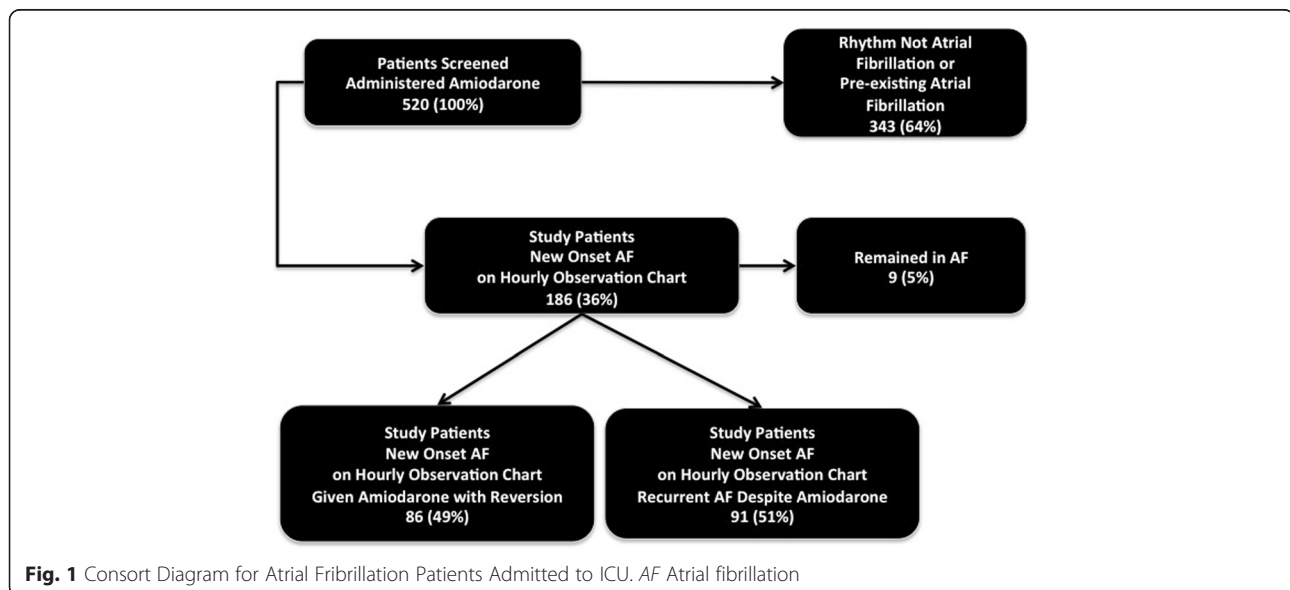 Patients Screened
Administered Amiodarone
520 (100%)
Rhythm Not Atrial
Fibrillation or
Pre-existing Atrial
Fibrillation
343 (64%)
Study Patients
New Onset AF
on Hourly Observation Chart
186 (36%)
Remained in AF
9 (5%)
Study Patients
New Onset AF
on Hourly Observation Chart
Given Amiodarone with Reversion
86 (49%)
Study Patients
New Onset AF
on Hourly Observation Chart
Recurrent AF Despite Amiodarone
91 (51%)
Fig. 1 Consort Diagram for Atrial Fribrillation Patients Admitted to ICU. AF Atrial fibrillation